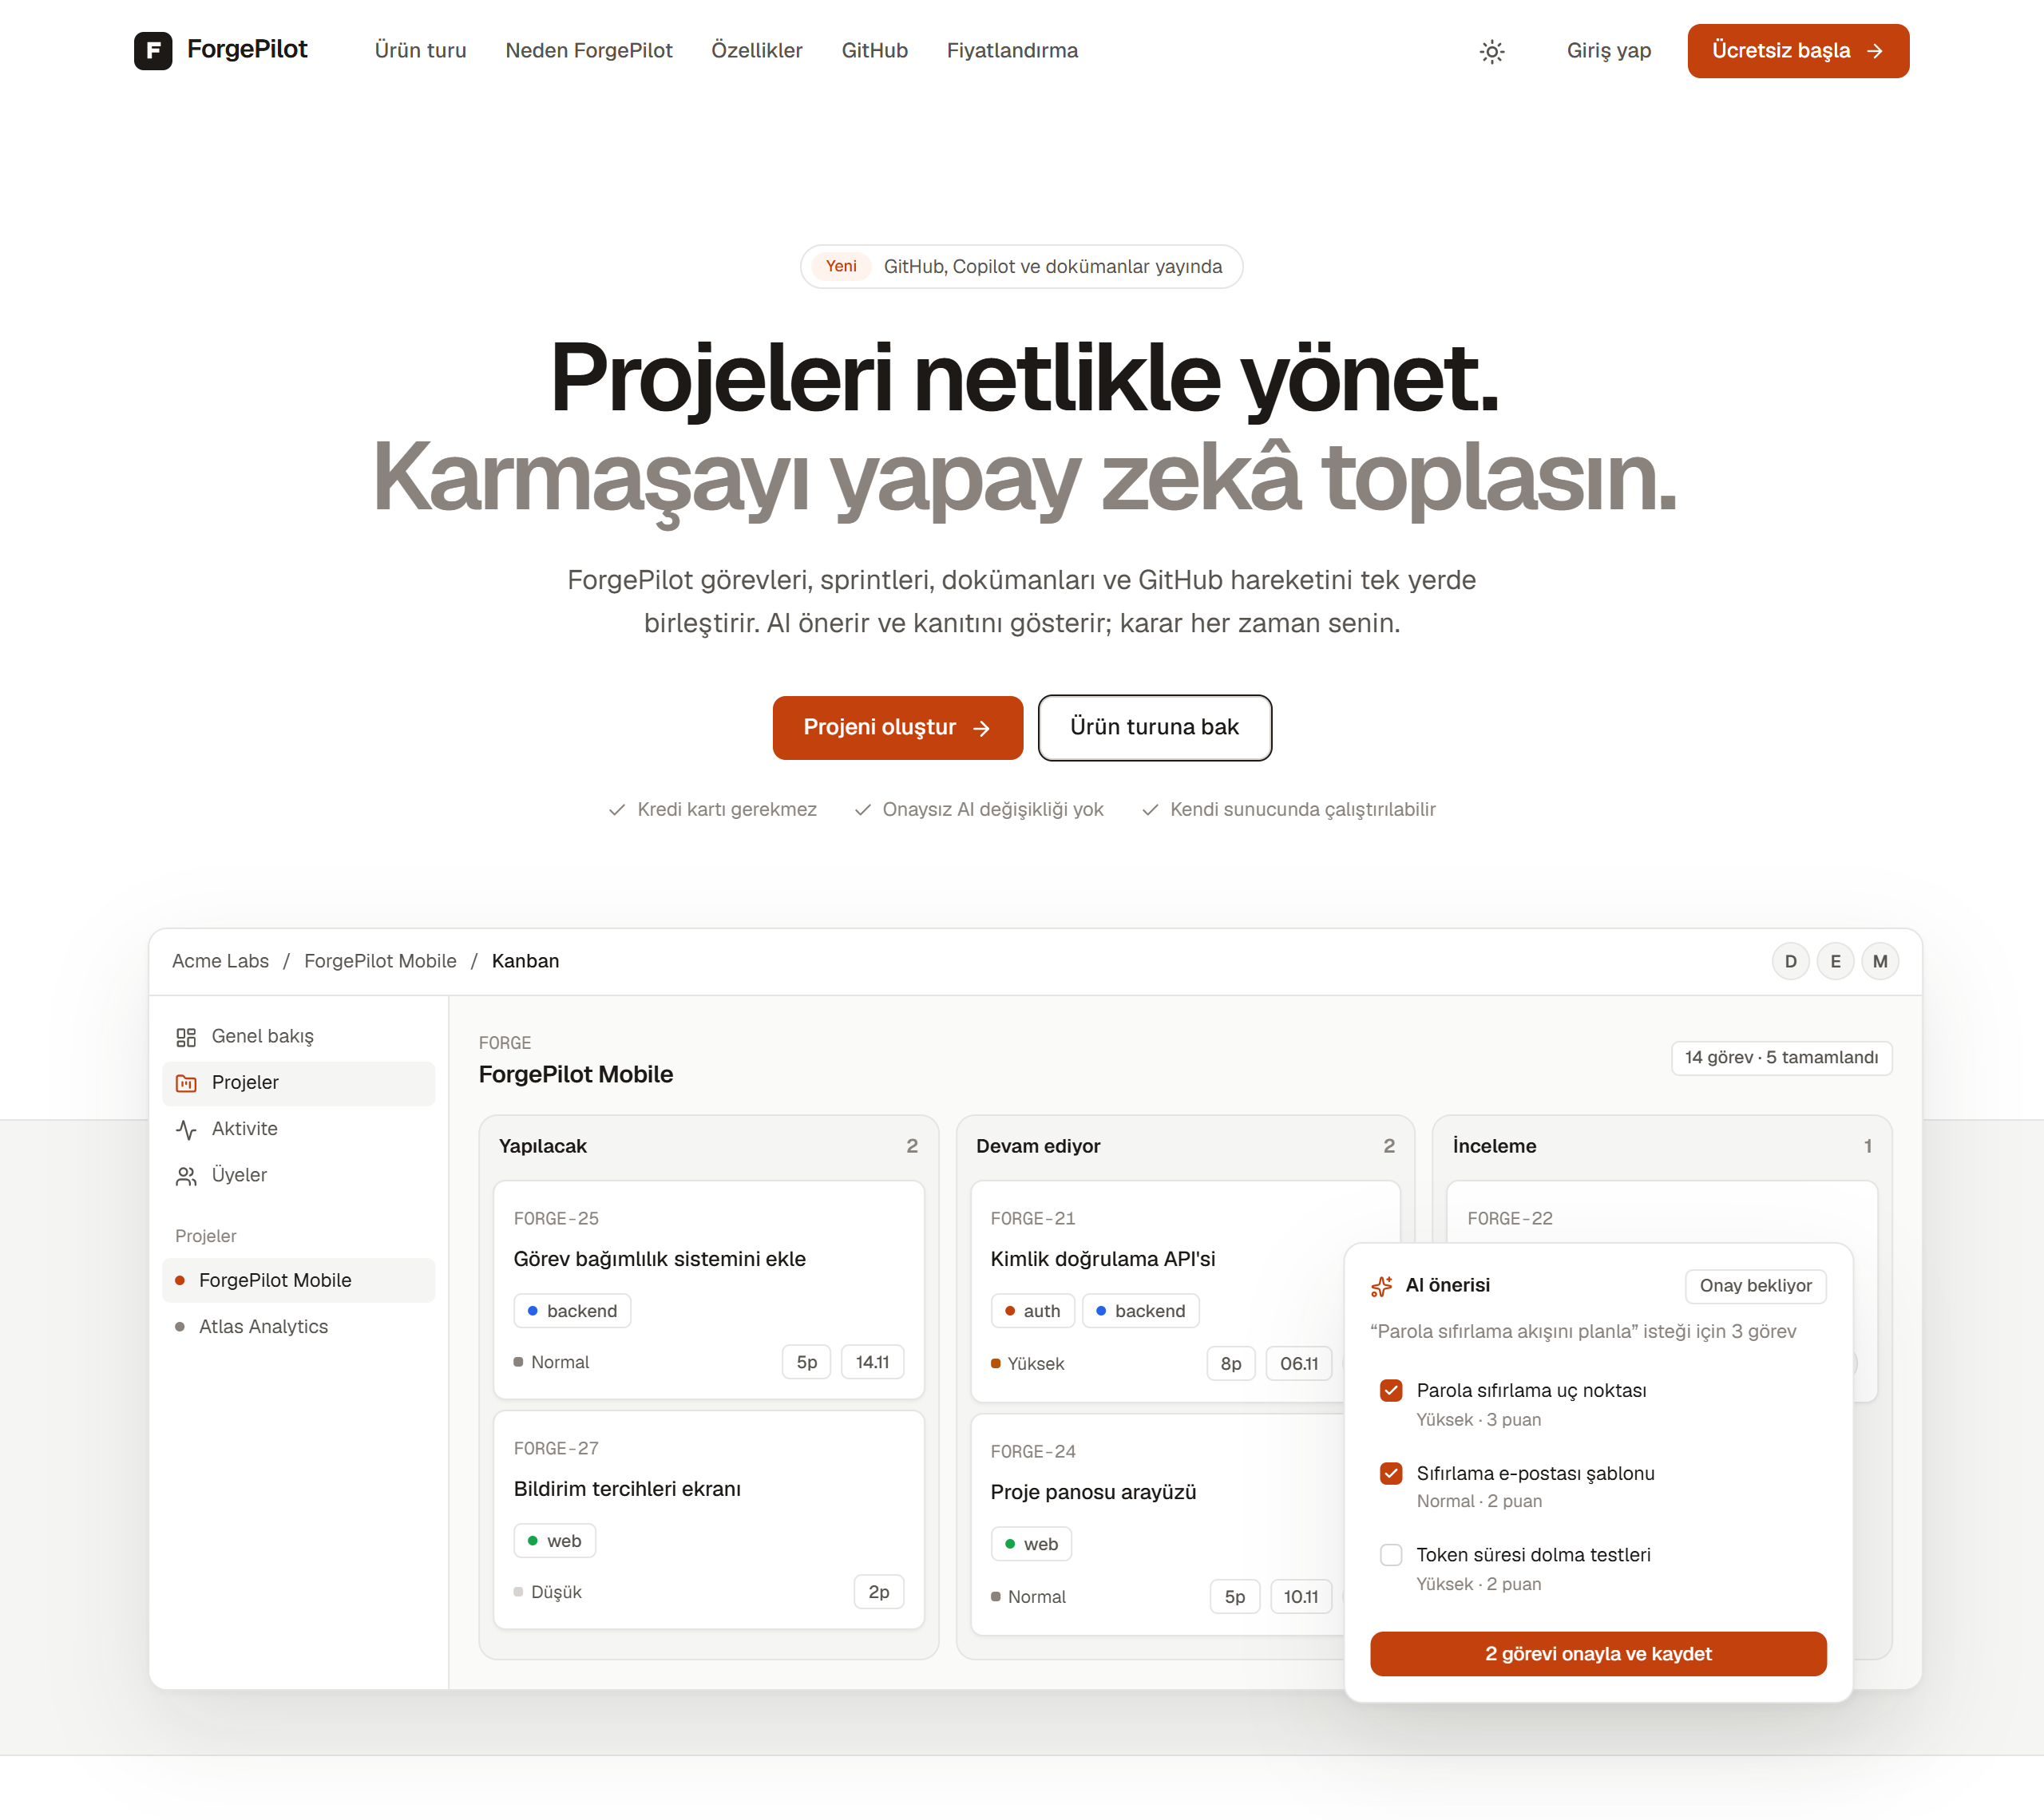 F ForgePilot Ürün turu Neden ForgePilot Özellikler GitHub Fiyatlandırma Giriş yap Ücretsiz başla →
Yeni GitHub, Copilot ve dokümanlar yayında
Projeleri netlikle yönet.
Karmaşayı yapay zekâ toplasın.
ForgePilot görevleri, sprintleri, dokümanları ve GitHub hareketini tek yerde
birleştirir. AI önerir ve kanıtını gösterir; karar her zaman senin.
Projeni oluştur → Ürün turuna bak
Kredi kartı gerekmez Onaysız AI değişikliği yok Kendi sunucunda çalıştırılabilir
Acme Labs / ForgePilot Mobile / Kanban D E M
Genel bakış
Projeler
Aktivite
Üyeler
Projeler
ForgePilot Mobile
Atlas Analytics
FORGE
ForgePilot Mobile
14 görev · 5 tamamlandı
Yapılacak 2
FORGE-25
Görev bağımlılık sistemini ekle
backend
Normal 5p 14.11
FORGE-27
Bildirim tercihleri ekranı
web
Düşük 2p
Devam ediyor 2
FORGE-21
Kimlik doğrulama API'si
auth backend
Yüksek 8p 06.11
FORGE-24
Proje panosu arayüzü
web
Normal 5p 10.11
İnceleme 1
FORGE-22
AI önerisi Onay bekliyor
“Parola sıfırlama akışını planla” isteği için 3 görev
Parola sıfırlama uç noktası
Yüksek · 3 puan
Sıfırlama e-postası şablonu
Normal · 2 puan
Token süresi dolma testleri
Yüksek · 2 puan
2 görevi onayla ve kaydet